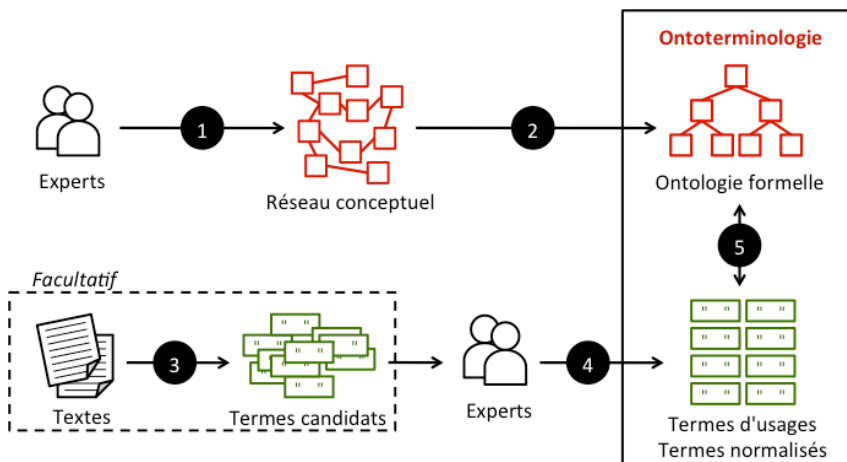 Ontoterminologie
1
2
Experts
Réseau conceptuel
Ontologie formelle
5
Facultatif
" "
3
4
Textes
Termes candidats
Experts
Termes d'usages
Termes normalisés